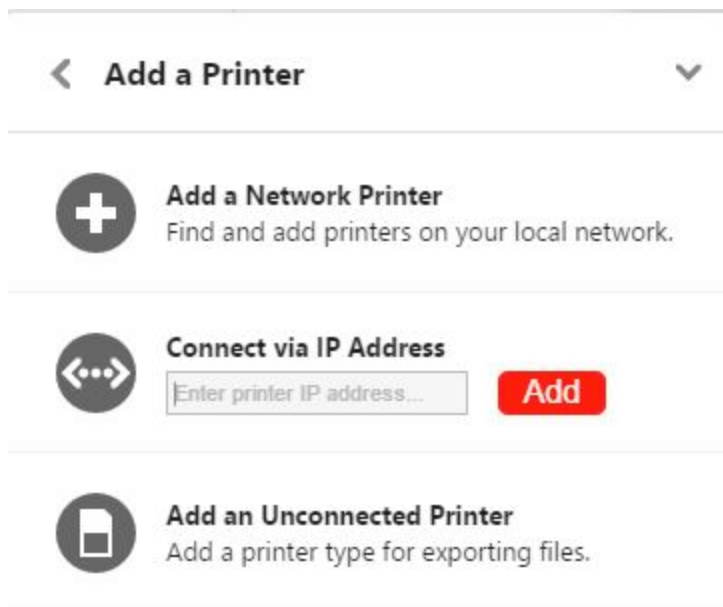 Add a Printer
Add a Network Printer
Find and add printers on your local network.
Connect via IP Address
Enter printer IP address...
Add
Add an Unconnected Printer
Add a printer type for exporting files.